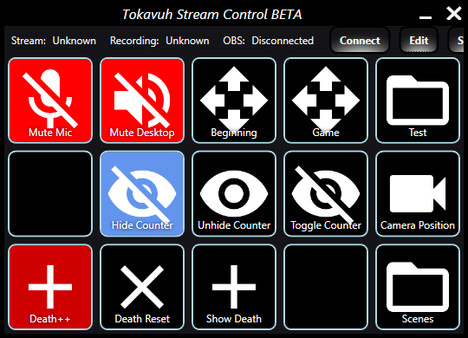 Tokavuh Stream Control BETA
Stream: Unknown Recording: Unknown OBS: Disconnected Connect Edit S
Mute Mic Mute Desktop Beginning Game Test
Hide Counter Unhide Counter Toggle Counter Camera Position
Death++ Death Reset Show Death Scenes